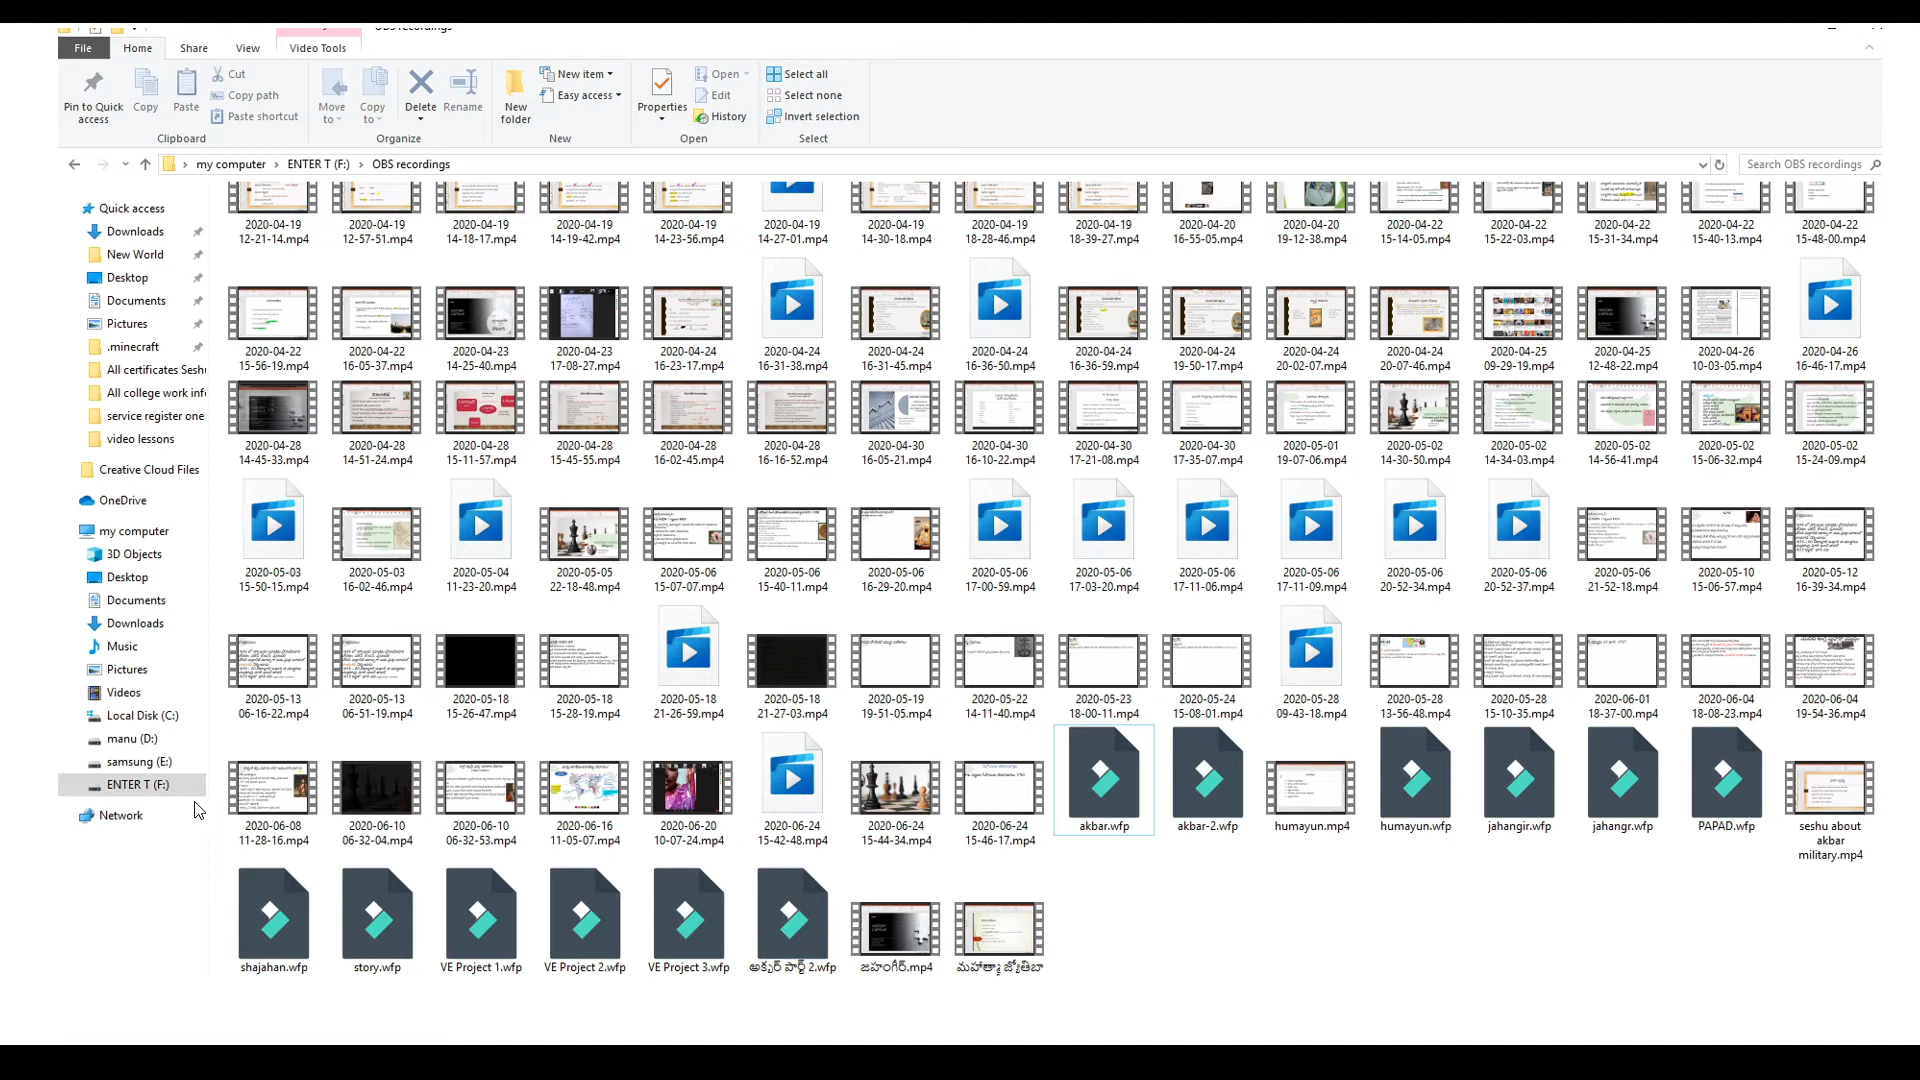 File Home Share View Video Tools
Pin to Quick access
Copy
Paste
Cut
Copy path
Paste shortcut
Clipboard
Move to
Copy to
Delete
Rename
Organize
New folder
New item
Easy access
New
Properties
Open
Edit
History
Open
Select all
Select none
Invert selection
Select
my computer › ENTER T (F:) › OBS recordings
Search OBS recordings
Quick access
Downloads
New World
Desktop
Documents
Pictures
.minecraft
All certificates Seshu
All college work info
service register one
video lessons
Creative Cloud Files
OneDrive
my computer
3D Objects
Desktop
Documents
Downloads
Music
Pictures
Videos
Local Disk (C:)
manu (D:)
samsung (E:)
ENTER T (F:)
Network
2020-04-19 2020-04-19 2020-04-19 2020-04-19 2020-04-19 2020-04-19 2020-04-19 2020-04-19 2020-04-19 2020-04-20 2020-04-20 2020-04-22 2020-04-22 2020-04-22 2020-04-22 2020-04-22
12-21-14.mp4 12-57-51.mp4 14-18-17.mp4 14-19-42.mp4 14-23-56.mp4 14-27-01.mp4 14-30-18.mp4 18-28-46.mp4 18-39-27.mp4 16-55-05.mp4 19-12-38.mp4 15-14-05.mp4 15-22-03.mp4 15-31-34.mp4 15-40-13.mp4 15-48-00.mp4
2020-04-22 2020-04-22 2020-04-23 2020-04-23 2020-04-24 2020-04-24 2020-04-24 2020-04-24 2020-04-24 2020-04-24 2020-04-24 2020-04-24 2020-04-25 2020-04-25 2020-04-26 2020-04-26
15-56-19.mp4 16-05-37.mp4 14-25-40.mp4 17-08-27.mp4 16-23-17.mp4 16-31-38.mp4 16-31-45.mp4 16-36-50.mp4 16-36-59.mp4 19-50-17.mp4 20-02-07.mp4 20-07-46.mp4 09-29-19.mp4 12-48-22.mp4 10-03-05.mp4 16-46-17.mp4
2020-04-28 2020-04-28 2020-04-28 2020-04-28 2020-04-28 2020-04-28 2020-04-30 2020-04-30 2020-04-30 2020-04-30 2020-05-01 2020-05-02 2020-05-02 2020-05-02 2020-05-02 2020-05-02
14-45-33.mp4 14-51-24.mp4 15-11-57.mp4 15-45-55.mp4 16-02-45.mp4 16-16-52.mp4 16-05-21.mp4 16-10-22.mp4 17-21-08.mp4 17-35-07.mp4 19-07-06.mp4 14-30-50.mp4 14-34-03.mp4 14-56-41.mp4 15-06-32.mp4 15-24-09.mp4
2020-05-03 2020-05-03 2020-05-04 2020-05-05 2020-05-06 2020-05-06 2020-05-06 2020-05-06 2020-05-06 2020-05-06 2020-05-06 2020-05-06 2020-05-06 2020-05-06 2020-05-10 2020-05-12
15-50-15.mp4 16-02-46.mp4 11-23-20.mp4 22-18-48.mp4 15-07-07.mp4 15-40-11.mp4 16-29-20.mp4 17-00-59.mp4 17-03-20.mp4 17-11-06.mp4 17-11-09.mp4 20-52-34.mp4 20-52-37.mp4 21-52-18.mp4 15-06-57.mp4 16-39-34.mp4
2020-05-13 2020-05-13 2020-05-18 2020-05-18 2020-05-18 2020-05-18 2020-05-19 2020-05-22 2020-05-23 2020-05-24 2020-05-28 2020-05-28 2020-05-28 2020-06-01 2020-06-04 2020-06-04
06-16-22.mp4 06-51-19.mp4 15-26-47.mp4 15-28-19.mp4 21-26-59.mp4 21-27-03.mp4 19-51-05.mp4 14-11-40.mp4 18-00-11.mp4 15-08-01.mp4 09-43-18.mp4 13-56-48.mp4 15-10-35.mp4 18-37-00.mp4 18-08-23.mp4 19-54-36.mp4
2020-06-08 2020-06-10 2020-06-10 2020-06-16 2020-06-20 2020-06-24 2020-06-24 2020-06-24 akbar.wfp akbar-2.wfp humayun.mp4 humayun.wfp jahangir.wfp jahangr.wfp PAPAD.wfp seshu about
11-28-16.mp4 06-32-04.mp4 06-32-53.mp4 11-05-07.mp4 10-07-24.mp4 15-42-48.mp4 15-44-34.mp4 15-46-17.mp4 akbar
military.mp4
shajahan.wfp story.wfp VE Project 1.wfp VE Project 2.wfp VE Project 3.wfp అక్బర్ పార్ట్ 2.wfp జహంగీర్.mp4 మహాత్మా జ్యోతిబా